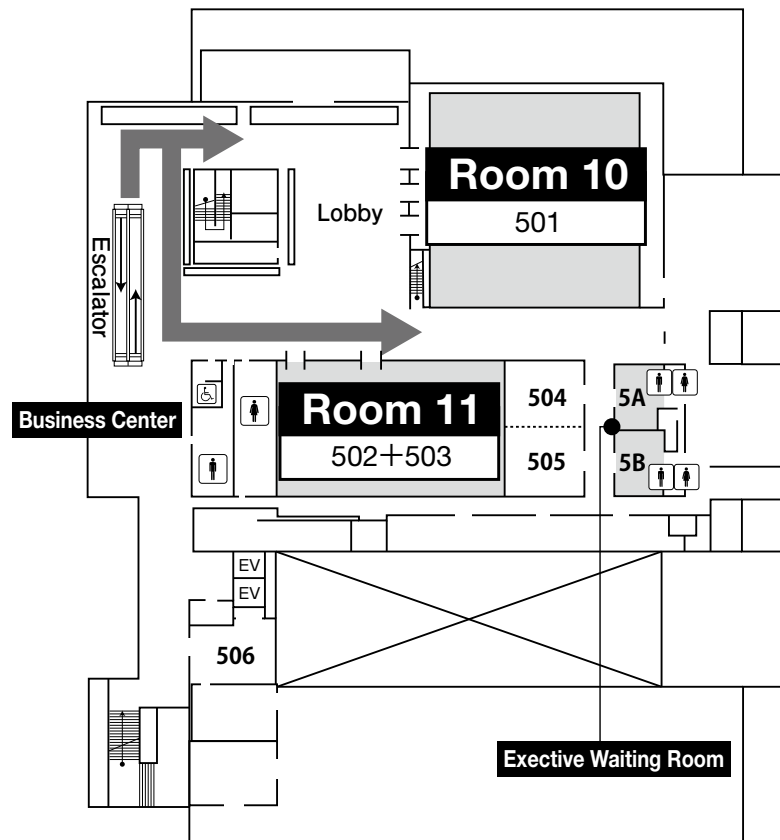 Room 10
501
Lobby
Escalator
Business Center
Room 11
502+503
504
505
5A
5B
EV
EV
506
Exective Waiting Room